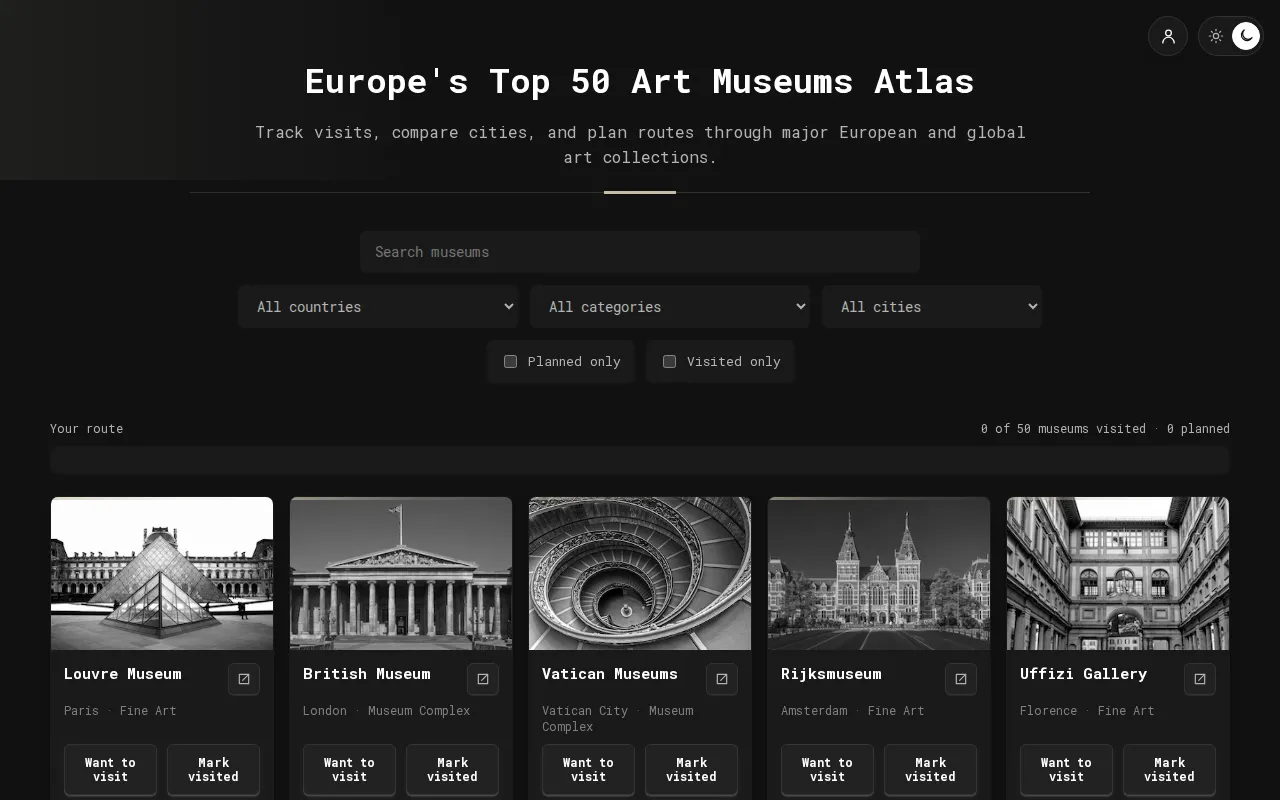 Europe's Top 50 Art Museums Atlas
Track visits, compare cities, and plan routes through major European and global
art collections.
Search museums
All countries
All categories
All cities
Planned only
Visited only
Your route
0 of 50 museums visited · 0 planned
Louvre Museum
Paris · Fine Art
Want to
visit
Mark
visited
British Museum
London · Museum Complex
Want to
visit
Mark
visited
Vatican Museums
Vatican City · Museum
Complex
Want to
visit
Mark
visited
Rijksmuseum
Amsterdam · Fine Art
Want to
visit
Mark
visited
Uffizi Gallery
Florence · Fine Art
Want to
visit
Mark
visited